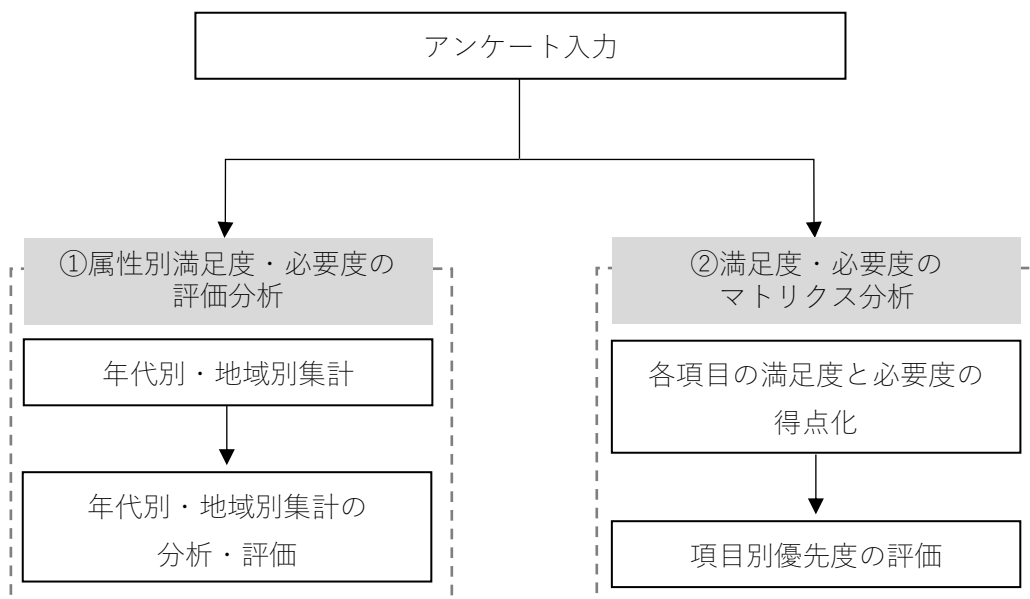 アンケート入力
①属性別満足度・必要度の
評価分析
年代別・地域別集計
年代別・地域別集計の
分析・評価
②満足度・必要度の
マトリクス分析
各項目の満足度と必要度の
得点化
項目別優先度の評価